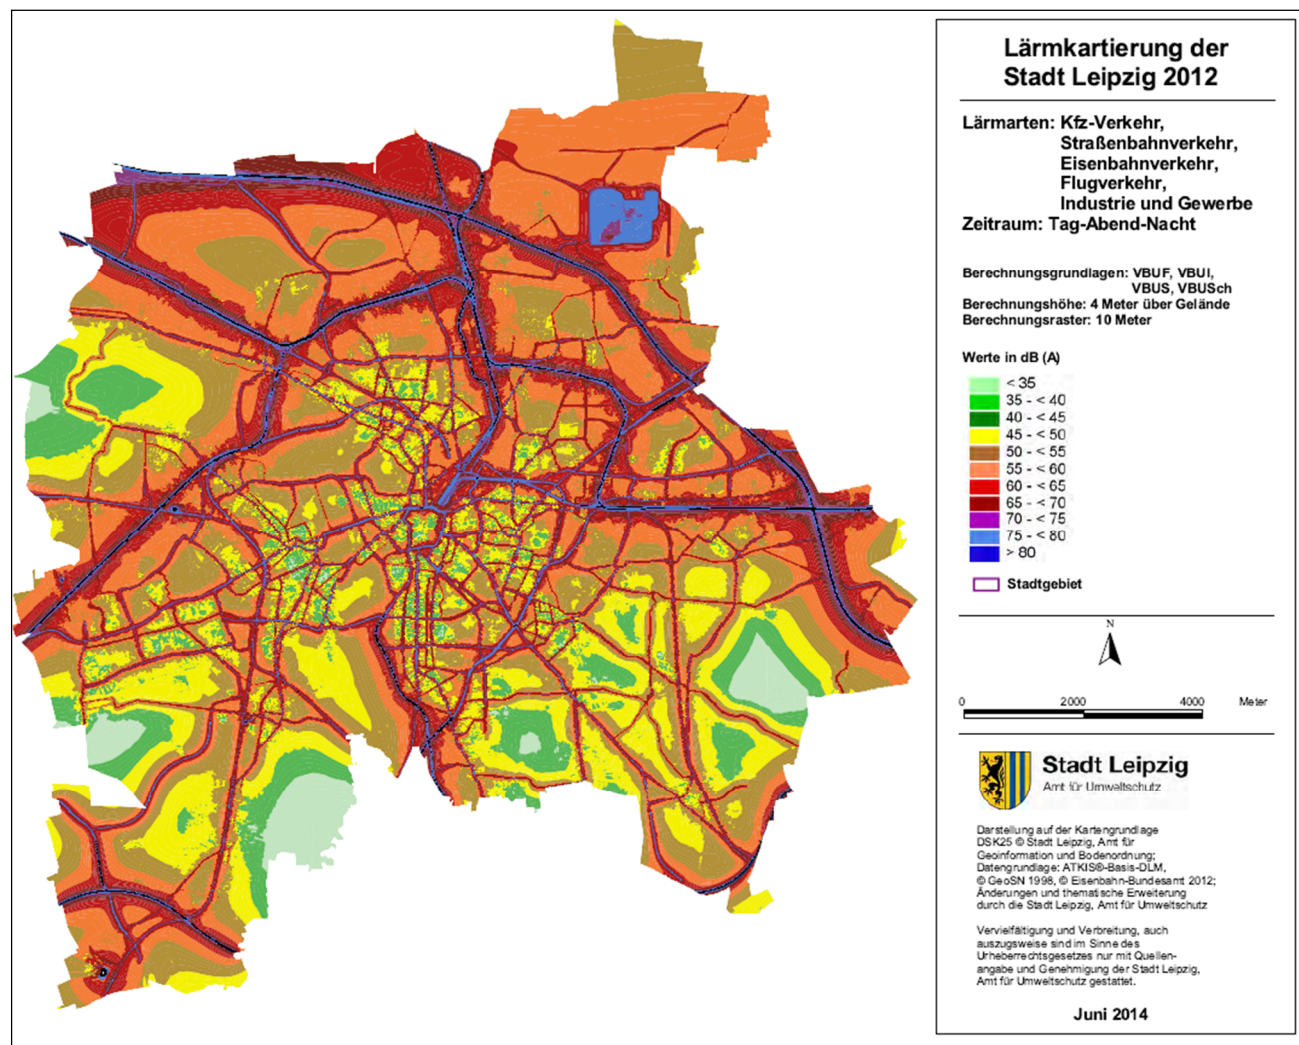 Lärmkartierung der
Stadt Leipzig 2012
Lärmarten: Kfz-Verkehr,
Straßenbahnverkehr,
Eisenbahnverkehr,
Flugverkehr,
Industrie und Gewerbe
Zeitraum: Tag-Abend-Nacht
Berechnungsgrundlagen: VBUF, VBUI,
VBUS, VBUSch
Berechnungshöhe: 4 Meter über Gelände
Berechnungsraster: 10 Meter
Werte in dB (A)
< 35
35 - < 40
40 - < 45
45 - < 50
50 - < 55
55 - < 60
60 - < 65
65 - < 70
70 - < 75
75 - < 80
> 80
Stadtgebiet
N
0 2000 4000 Meter
Stadt Leipzig
Amt für Umweltschutz
Darstellung auf der Kartengrundlage
DSK25 © Stadt Leipzig, Amt für
Geoinformation und Bodenordnung;
Datengrundlage: ATKIS®-Basis-DLM,
© GeoSN 1998, © Eisenbahn-Bundesamt 2012;
Änderungen und thematische Erweiterung
durch die Stadt Leipzig, Amt für Umweltschutz
Vervielfältigung und Verbreitung, auch
auszugsweise sind im Sinne des
Urheberrechtsgesetzes nur mit Quellen-
angabe und Genehmigung der Stadt Leipzig,
Amt für Umweltschutz gestattet.
Juni 2014